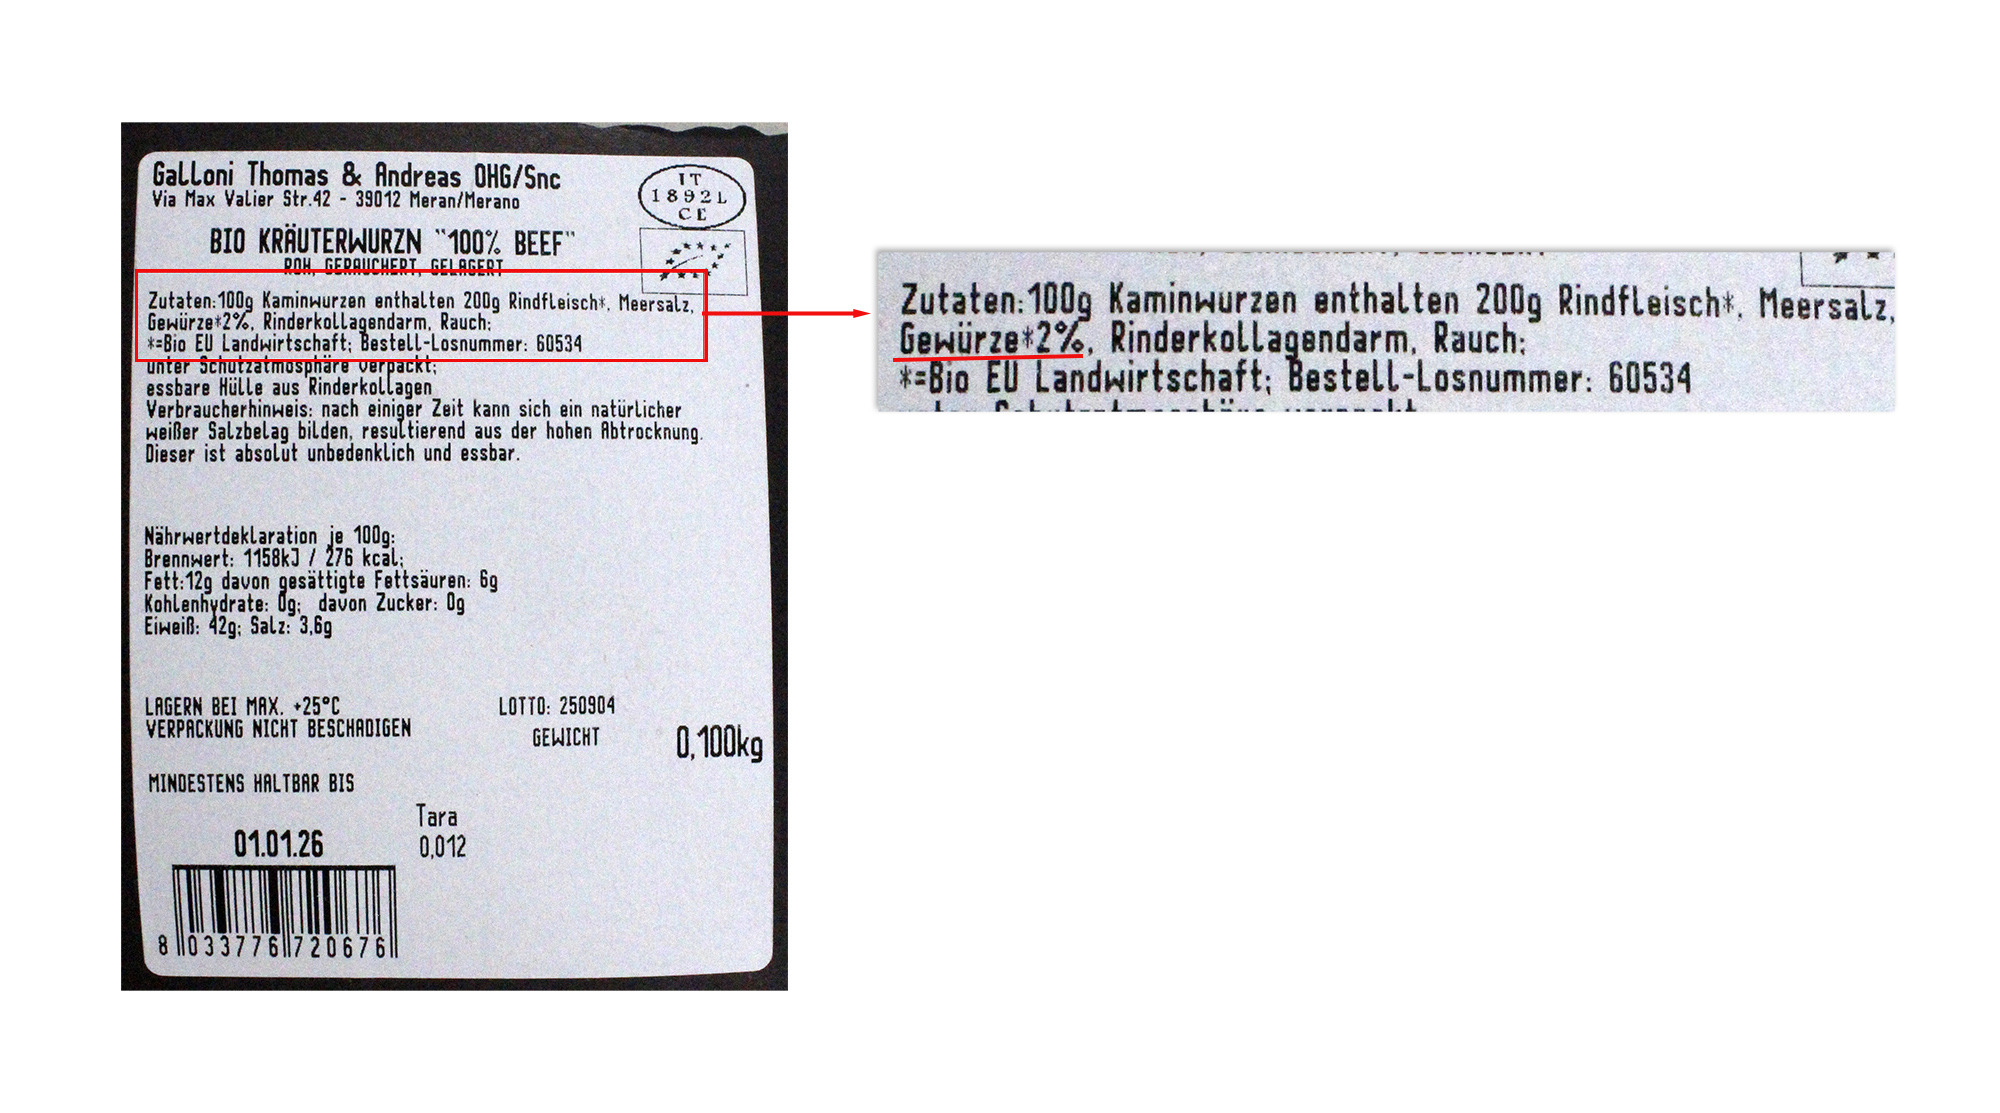 Galloni Thomas & Andreas OHG/Snc
Via Max Valier Str.42 - 39012 Meran/Merano
IT
1892L
CE
BIO KRÄUTERWURZN "100% BEEF"
ROH, GERAUCHERT, GELAGERT
Zutaten:100g Kaminwurzen enthalten 200g Rindfleisch*, Meersalz,
Gewürze*2%, Rinderkollagendarm, Rauch;
*=Bio EU Landwirtschaft; Bestell-Losnummer: 60534
unter Schutzatmosphäre verpackt;
essbare Hülle aus Rinderkollagen
Verbraucherhinweis: nach einiger Zeit kann sich ein natürlicher
weißer Salzbelag bilden, resultierend aus der hohen Abtrocknung.
Dieser ist absolut unbedenklich und essbar.
Nährwertdeklaration je 100g:
Brennwert: 1158kJ / 276 kcal;
Fett:12g davon gesättigte Fettsäuren: 6g
Kohlenhydrate: 0g; davon Zucker: 0g
Eiweiß: 42g; Salz: 3,6g
LAGERN BEI MAX. +25°C
VERPACKUNG NICHT BESCHADIGEN
LOTTO: 250904
GEWICHT
0,100kg
MINDESTENS HALTBAR BIS
01.01.26
Tara
0,012
8 033776 720676
Zutaten:100g Kaminwurzen enthalten 200g Rindfleisch*, Meersalz,
Gewürze*2%, Rinderkollagendarm, Rauch;
*=Bio EU Landwirtschaft; Bestell-Losnummer: 60534